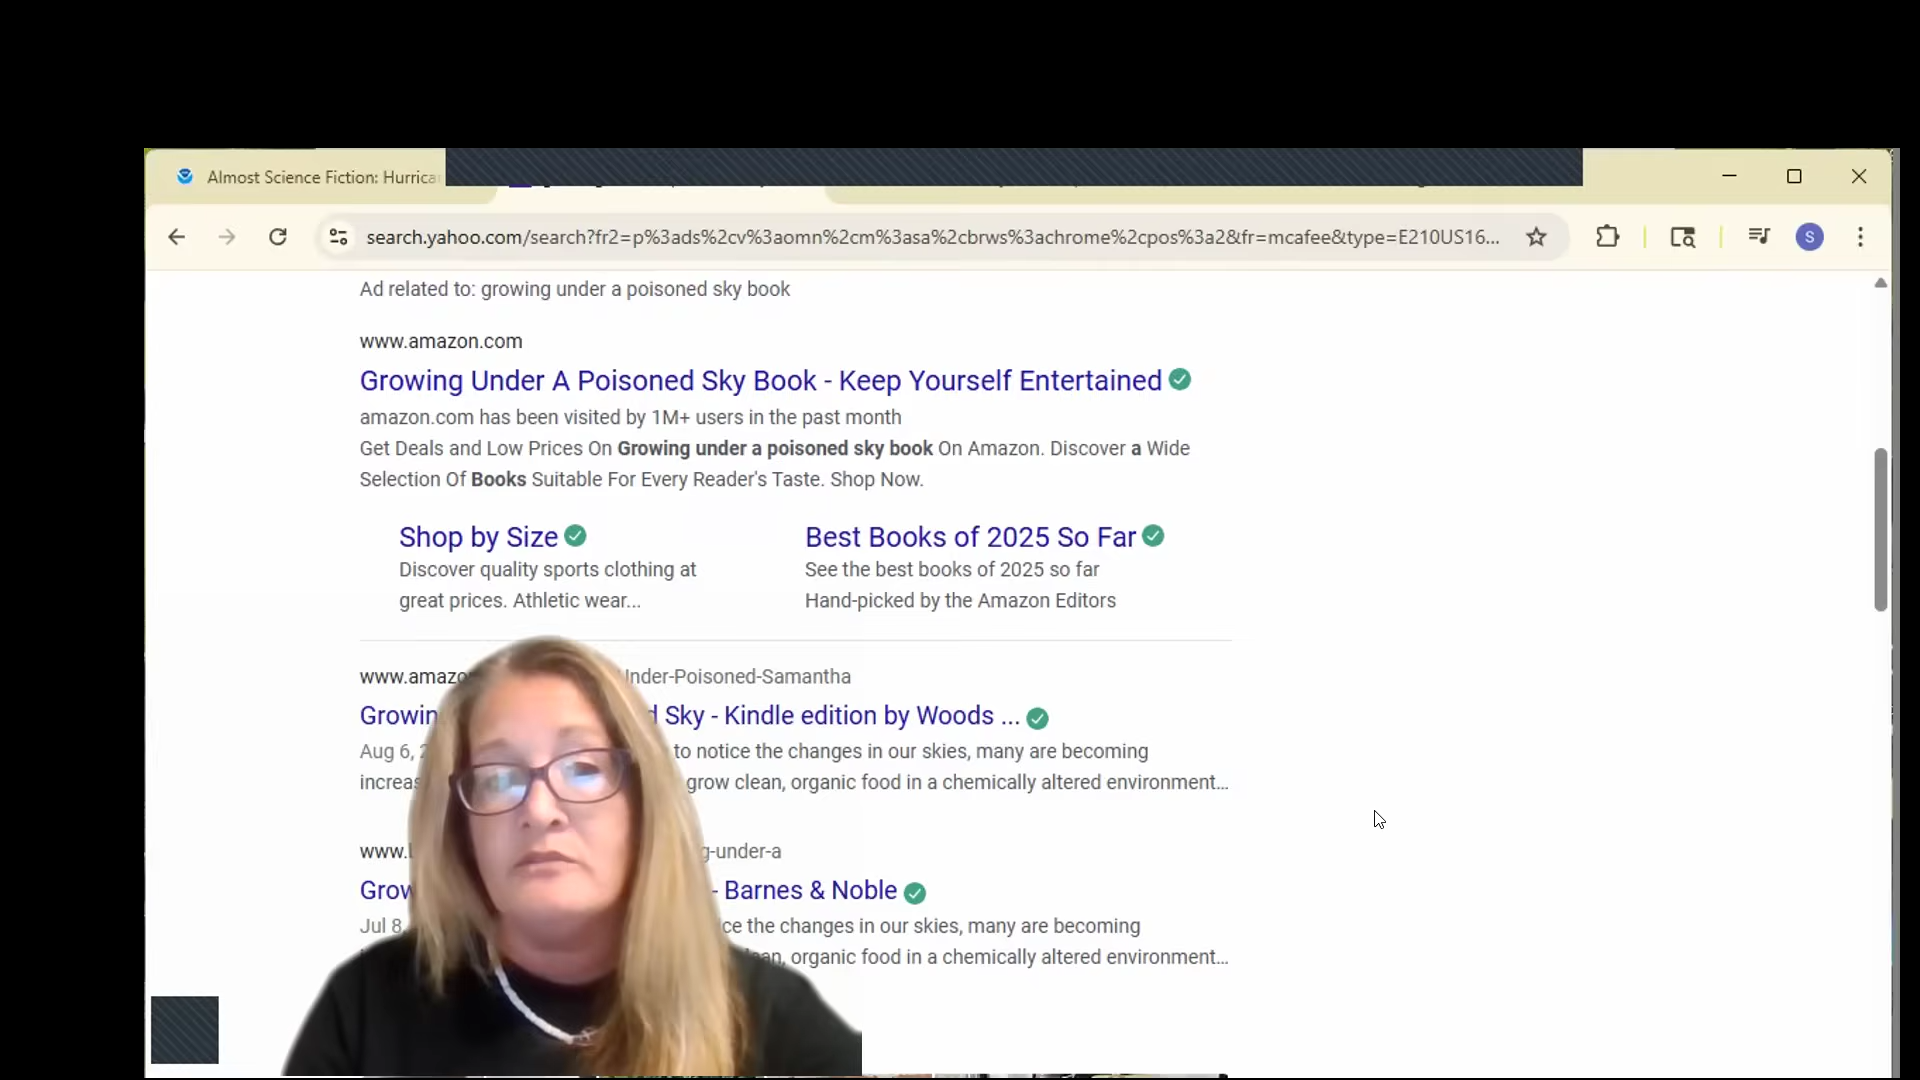 Almost Science Fiction: Hurrica
search.yahoo.com/search?fr2=p%3ads%2cv%3aomn%2cm%3asa%2cbrws%3achrome%2cpos%3a2&fr=mcafee&type=E210US16...
S
Ad related to: growing under a poisoned sky book
www.amazon.com
Growing Under A Poisoned Sky Book - Keep Yourself Entertained
amazon.com has been visited by 1M+ users in the past month
Get Deals and Low Prices On Growing under a poisoned sky book On Amazon. Discover a Wide
Selection Of Books Suitable For Every Reader's Taste. Shop Now.
Shop by Size
Discover quality sports clothing at
great prices. Athletic wear...
Best Books of 2025 So Far
See the best books of 2025 so far
Hand-picked by the Amazon Editors
www.amazo Under-Poisoned-Samantha
Growin d Sky - Kindle edition by Woods ...
Aug 6, 2 to notice the changes in our skies, many are becoming
increas grow clean, organic food in a chemically altered environment...
www. g-under-a
Grow - Barnes & Noble
Jul 8, ice the changes in our skies, many are becoming
organic food in a chemically altered environment...